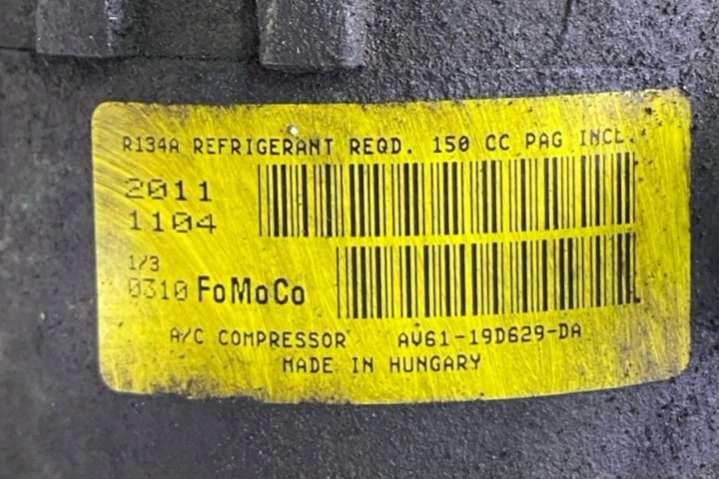 R134A REFRIGERANT REQD. 150 CC PAG INCL.
2011
1104
1/3
0310 FoMoCo
A/C COMPRESSOR AV61-19D629-DA
MADE IN HUNGARY